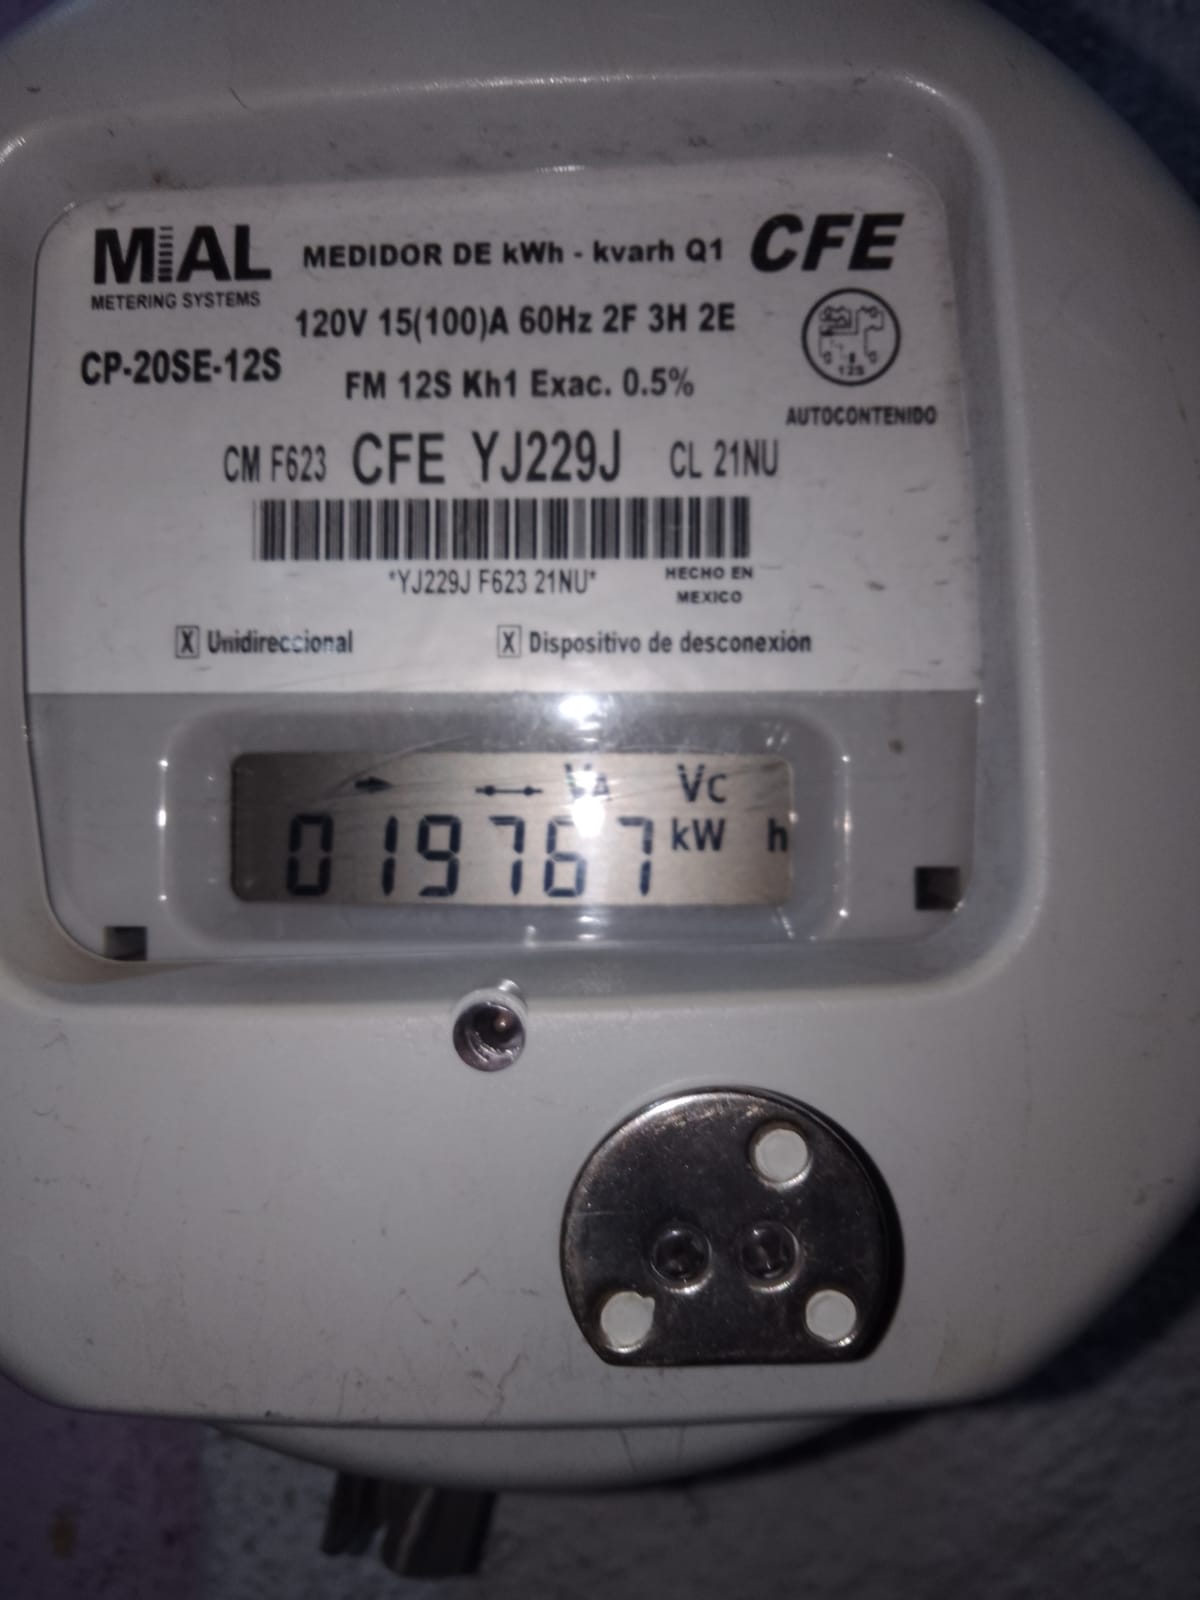 MIAL
METERING SYSTEMS
MEDIDOR DE kWh - kvarh Q1
CFE
120V 15(100)A 60Hz 2F 3H 2E
CP-20SE-12S
FM 12S Kh1 Exac. 0.5%
12S
AUTOCONTENIDO
CM F623 CFE YJ229J CL 21NU
*YJ229J F623 21NU*
HECHO EN
MEXICO
X Unidireccional
X Dispositivo de desconexión
VA Vc
019767 kW h